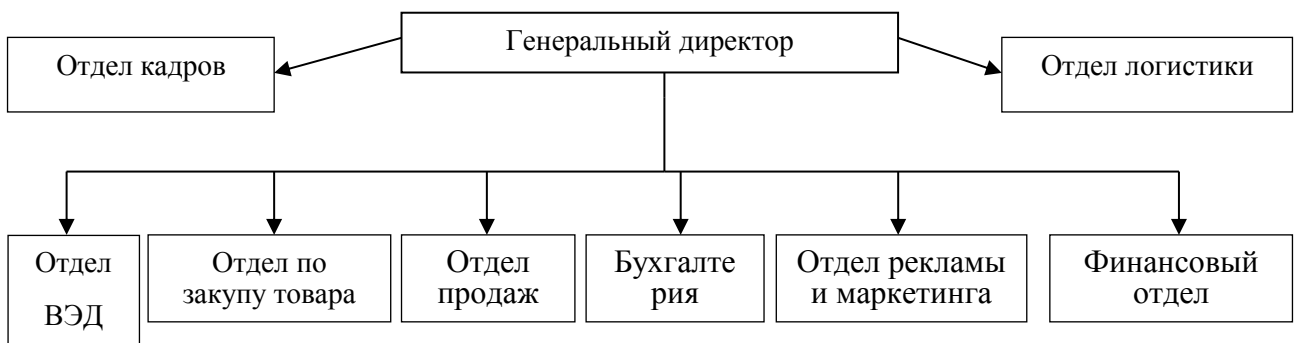 Генеральный директор
Отдел кадров
Отдел логистики
Отдел
ВЭД
Отдел по
закупу товара
Отдел
продаж
Бухгалте
рия
Отдел рекламы
и маркетинга
Финансовый
отдел